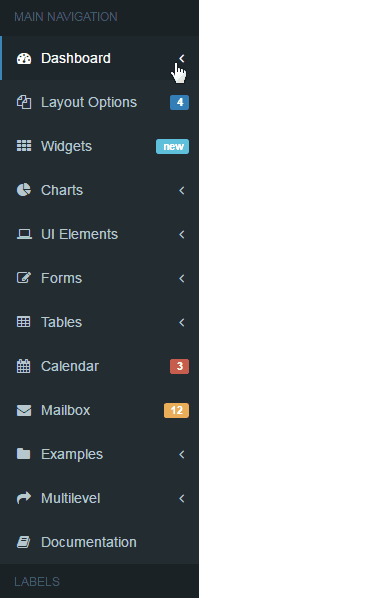 MAIN NAVIGATION
Dashboard
Layout Options 4
Widgets new
Charts
UI Elements
Forms
Tables
Calendar 3
Mailbox 12
Examples
Multilevel
Documentation
LABELS